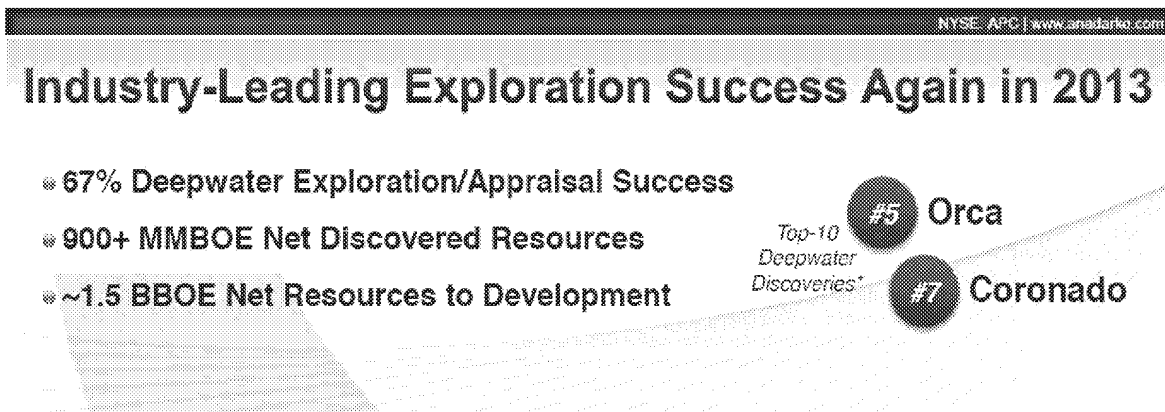 NYSE: APC | www.anadarko.com
Industry-Leading Exploration Success Again in 2013
67% Deepwater Exploration/Appraisal Success
900+ MMBOE Net Discovered Resources
~1.5 BBOE Net Resources to Development
Top-10
Deepwater
Discoveries*
#5 Orca
#7 Coronado